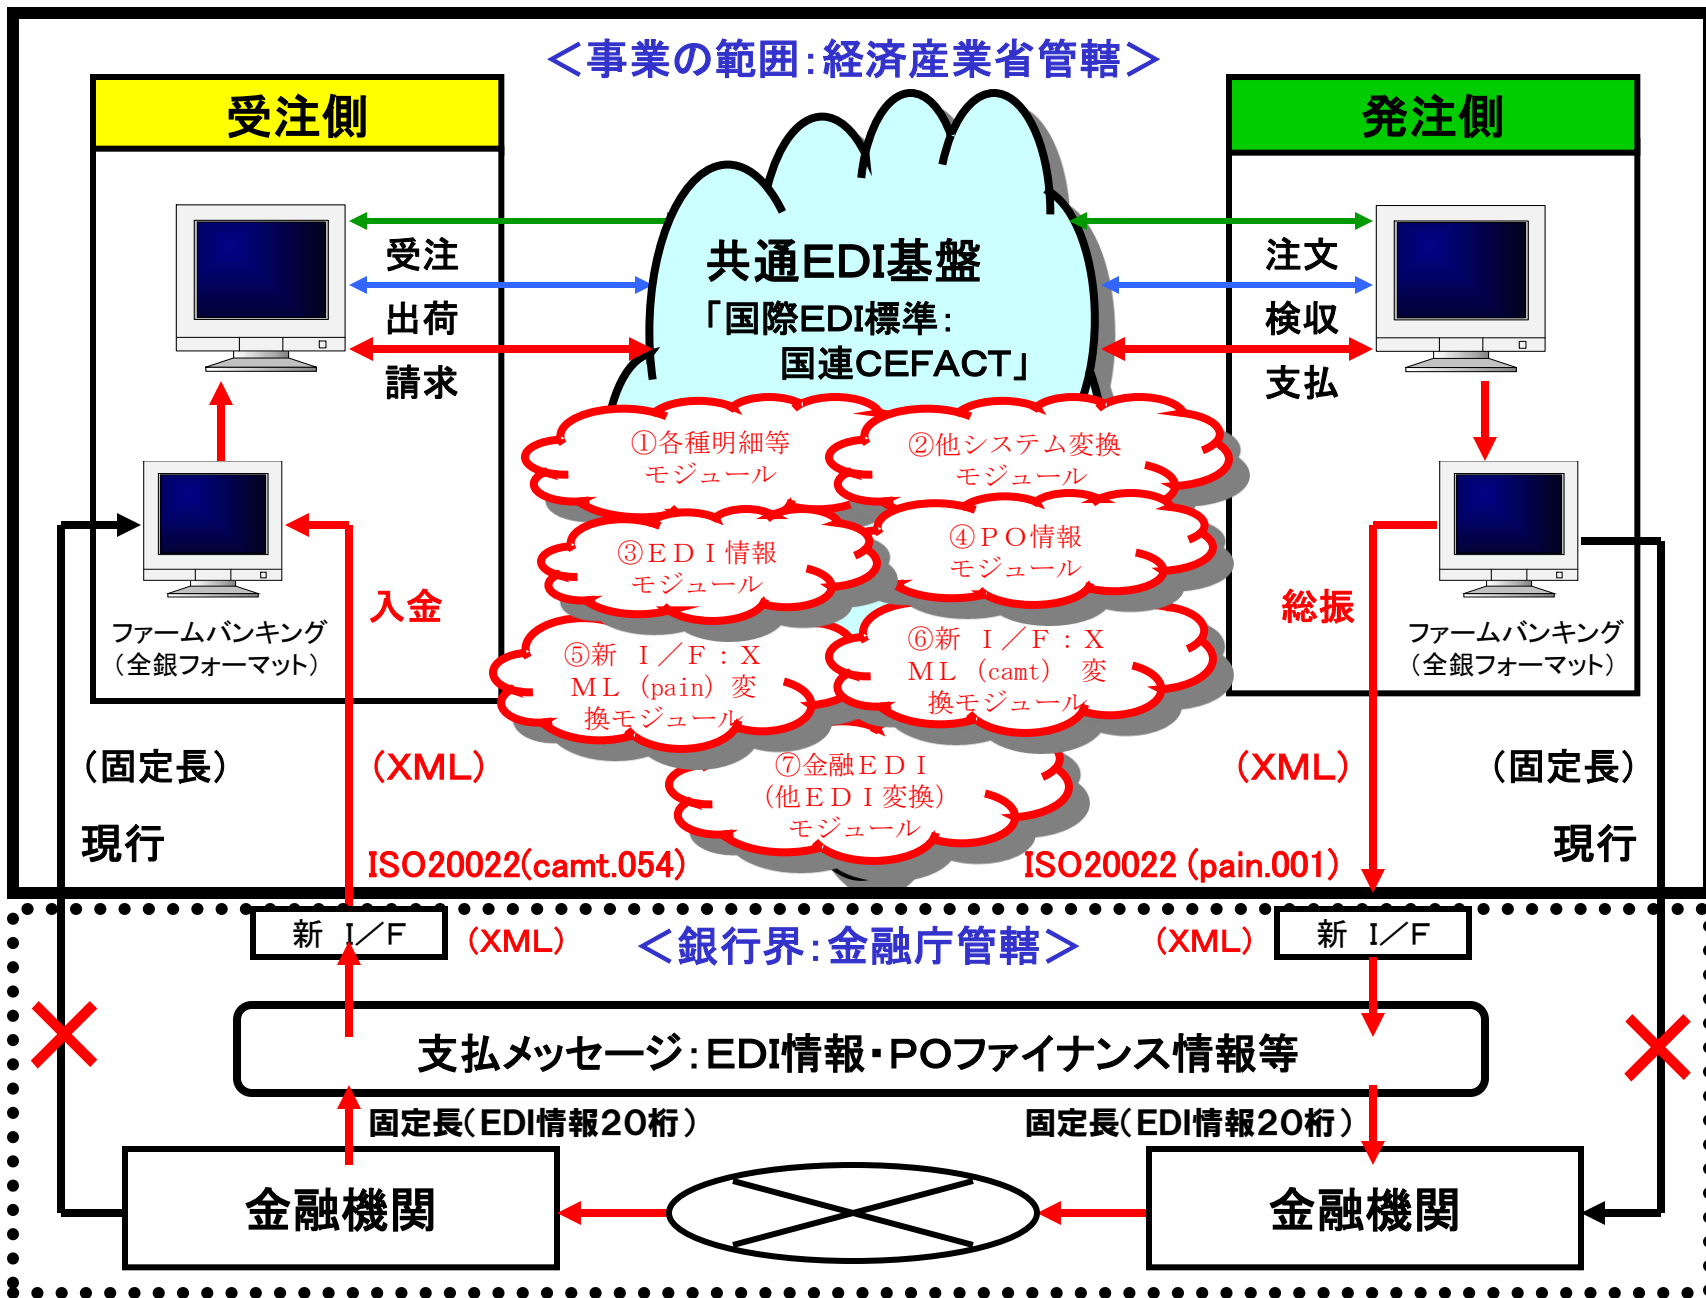 ＜事業の範囲：経済産業省管轄＞
受注側
発注側
受注
出荷
請求
共通EDI基盤
「国際EDI標準：
国連CEFACT」
注文
検収
支払
①各種明細等
モジュール
②他システム変換
モジュール
③ＥＤＩ情報
モジュール
④ＰＯ情報
モジュール
⑤新 Ｉ／Ｆ：Ｘ
ＭＬ（pain）変
換モジュール
⑥新 Ｉ／Ｆ：Ｘ
ＭＬ（camt） 変
換モジュール
⑦金融ＥＤＩ
(他ＥＤＩ変換)
モジュール
入金
総振
ファームバンキング
（全銀フォーマット）
ファームバンキング
（全銀フォーマット）
（固定長）
（XML）
（XML）
（固定長）
現行
現行
ISO20022(camt.054)
ISO20022 (pain.001)
新 I／F
（XML）
＜銀行界：金融庁管轄＞
（XML）
新 I／F
支払メッセージ：EDI情報・POファイナンス情報等
固定長（EDI情報20桁）
固定長（EDI情報20桁）
金融機関
金融機関